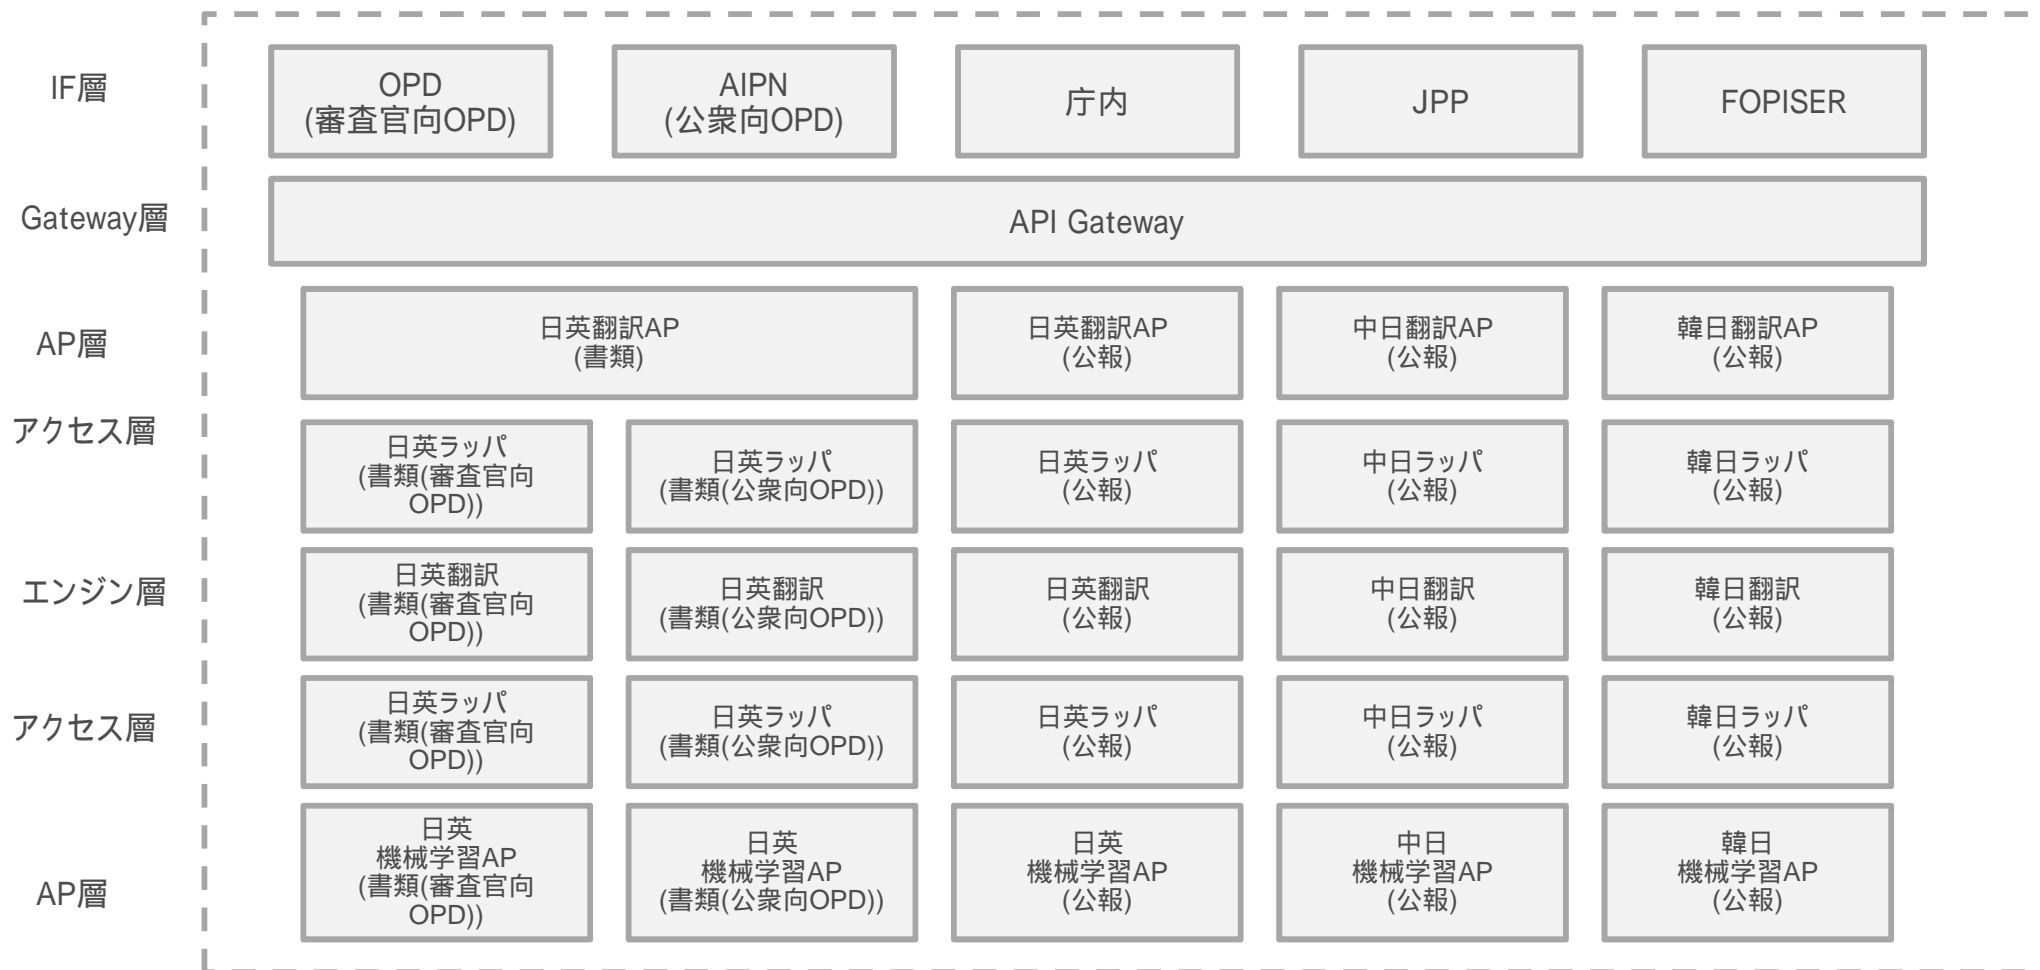 IF層
OPD
(審査官向OPD)
AIPN
(公衆向OPD)
庁内
JPP
FOPISER
Gateway層
API Gateway
AP層
日英翻訳AP
(書類)
日英翻訳AP
(公報)
中日翻訳AP
(公報)
韓日翻訳AP
(公報)
アクセス層
日英ラッパ
(書類(審査官向
OPD))
日英ラッパ
(書類(公衆向OPD))
日英ラッパ
(公報)
中日ラッパ
(公報)
韓日ラッパ
(公報)
エンジン層
日英翻訳
(書類(審査官向
OPD))
日英翻訳
(書類(公衆向OPD))
日英翻訳
(公報)
中日翻訳
(公報)
韓日翻訳
(公報)
アクセス層
日英ラッパ
(書類(審査官向
OPD))
日英ラッパ
(書類(公衆向OPD))
日英ラッパ
(公報)
中日ラッパ
(公報)
韓日ラッパ
(公報)
AP層
日英
機械学習AP
(書類(審査官向
OPD))
日英
機械学習AP
(書類(公衆向OPD))
日英
機械学習AP
(公報)
中日
機械学習AP
(公報)
韓日
機械学習AP
(公報)